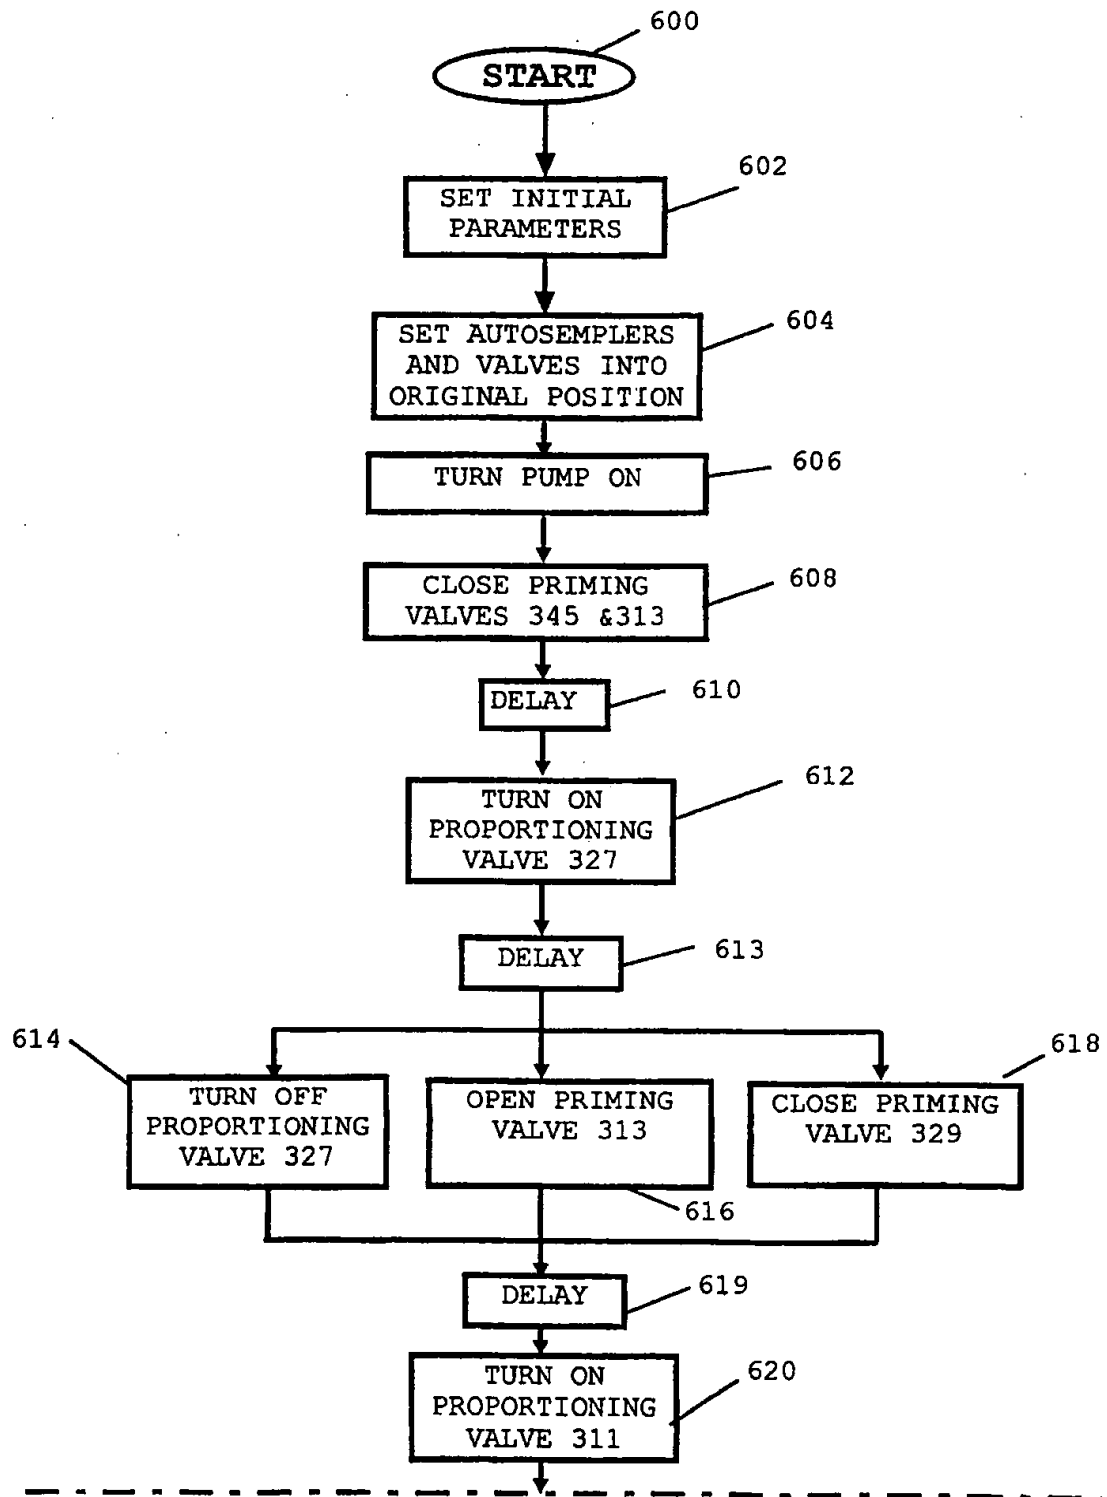 600
START
602
SET INITIAL
PARAMETERS
604
SET AUTOSEMPLERS
AND VALVES INTO
ORIGINAL POSITION
606
TURN PUMP ON
608
CLOSE PRIMING
VALVES 345 &313
610
DELAY
612
TURN ON
PROPORTIONING
VALVE 327
613
DELAY
614
TURN OFF
PROPORTIONING
VALVE 327
OPEN PRIMING
VALVE 313
616
618
CLOSE PRIMING
VALVE 329
619
DELAY
620
TURN ON
PROPORTIONING
VALVE 311